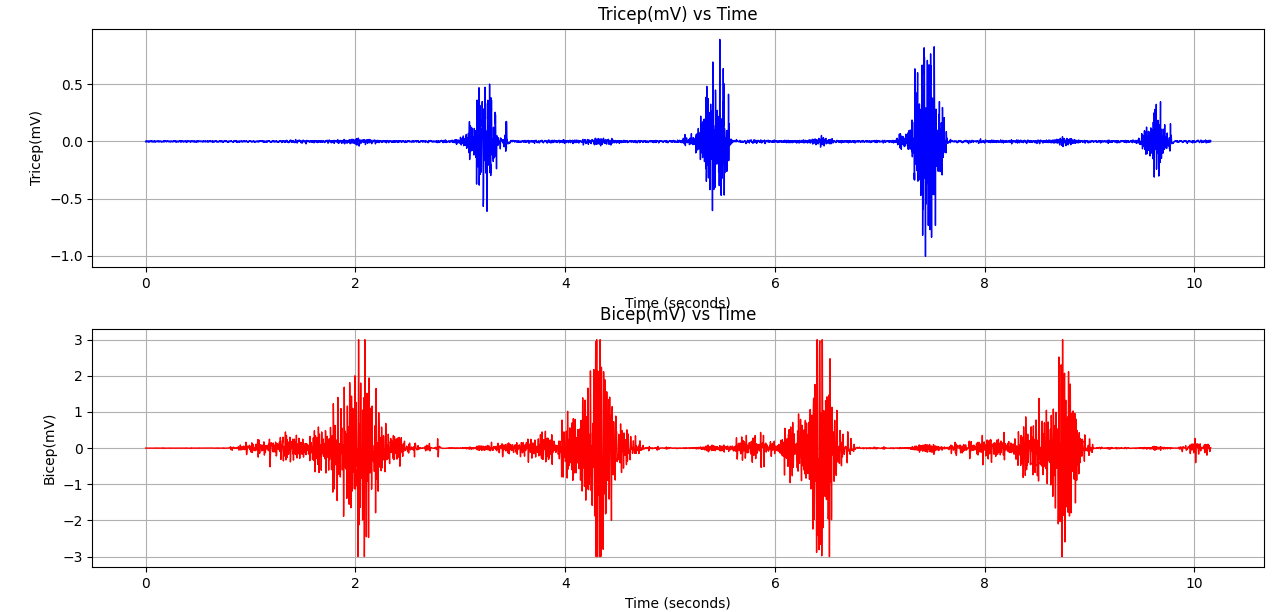 Tricep(mV) vs Time
Tricep(mV)
0.5
0.0
−0.5
−1.0
0 2 4 6 8 10
Time (seconds)
Bicep(mV) vs Time
Bicep(mV)
3
2
1
0
−1
−2
−3
0 2 4 6 8 10
Time (seconds)